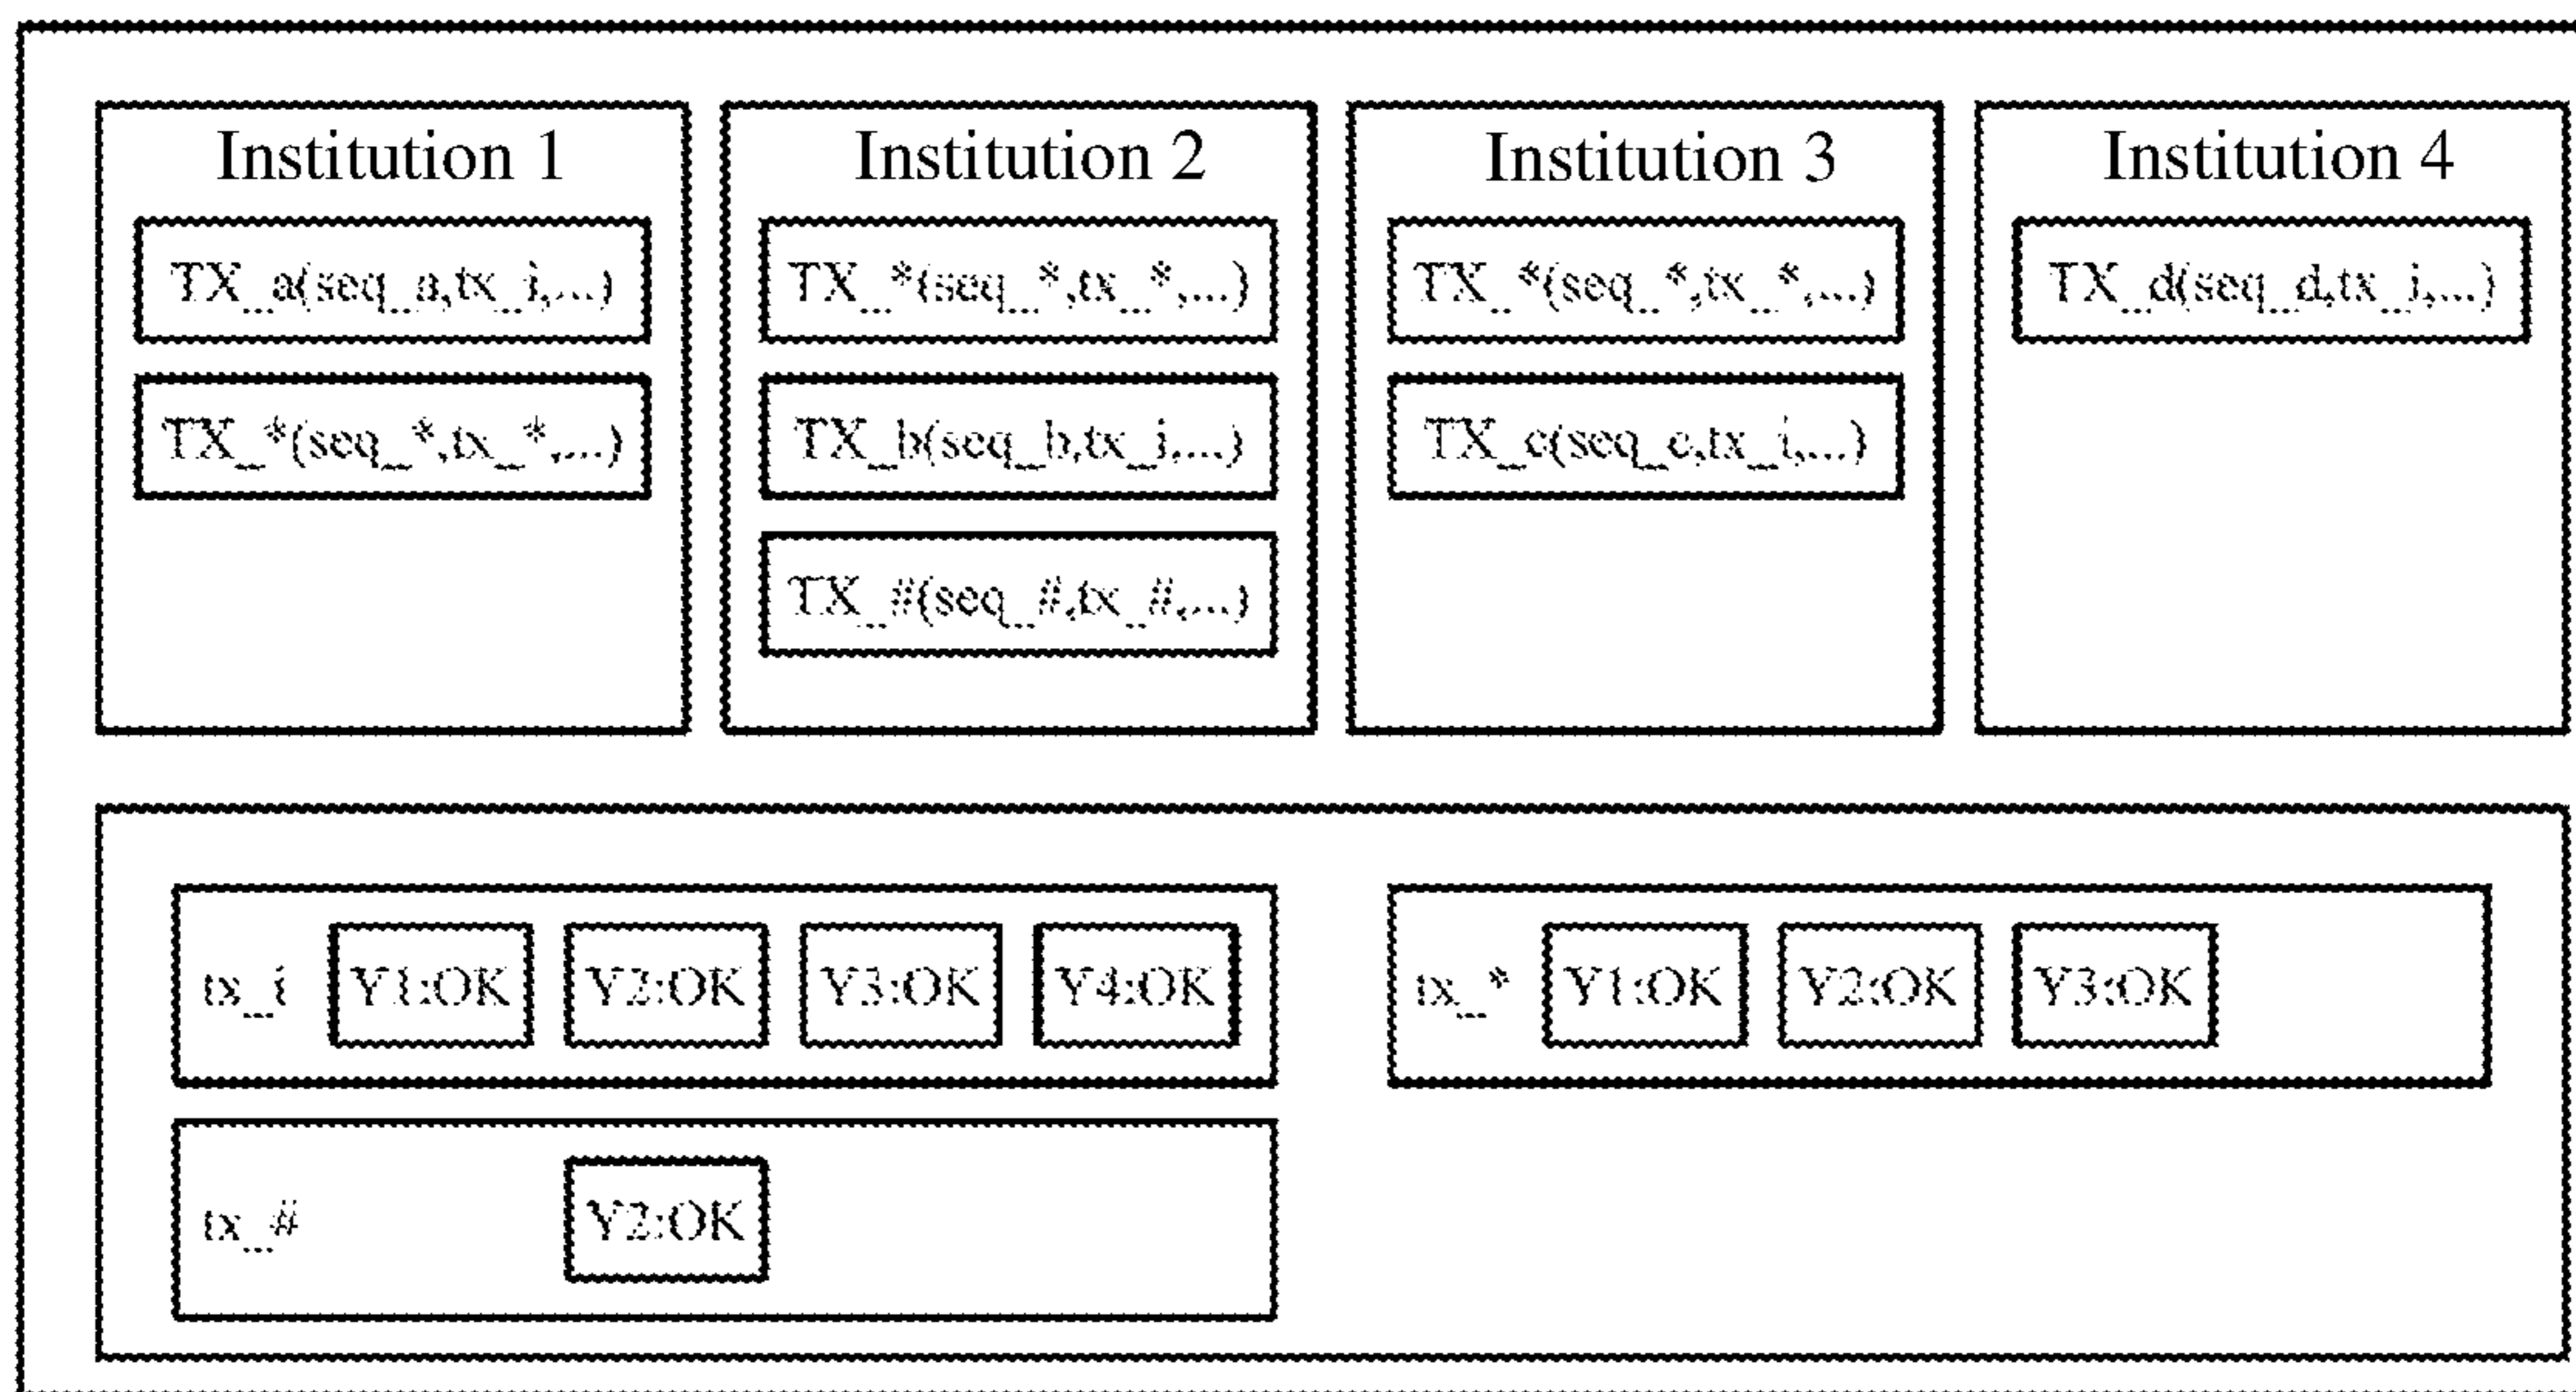 Institution 1
TX_a(seq_a,tx_i,...)
TX_*(seq_*,tx_*,...)
Institution 2
TX_*(seq_*,tx_*,...)
TX_b(seq_b,tx_i,...)
TX_#(seq_#,tx_#,...)
Institution 3
TX_*(seq_*,tx_*,...)
TX_c(seq_c,tx_i,...)
Institution 4
TX_d(seq_d,tx_i,...)
tx_i Y1:OK Y2:OK Y3:OK Y4:OK
tx_* Y1:OK Y2:OK Y3:OK
tx_# Y2:OK